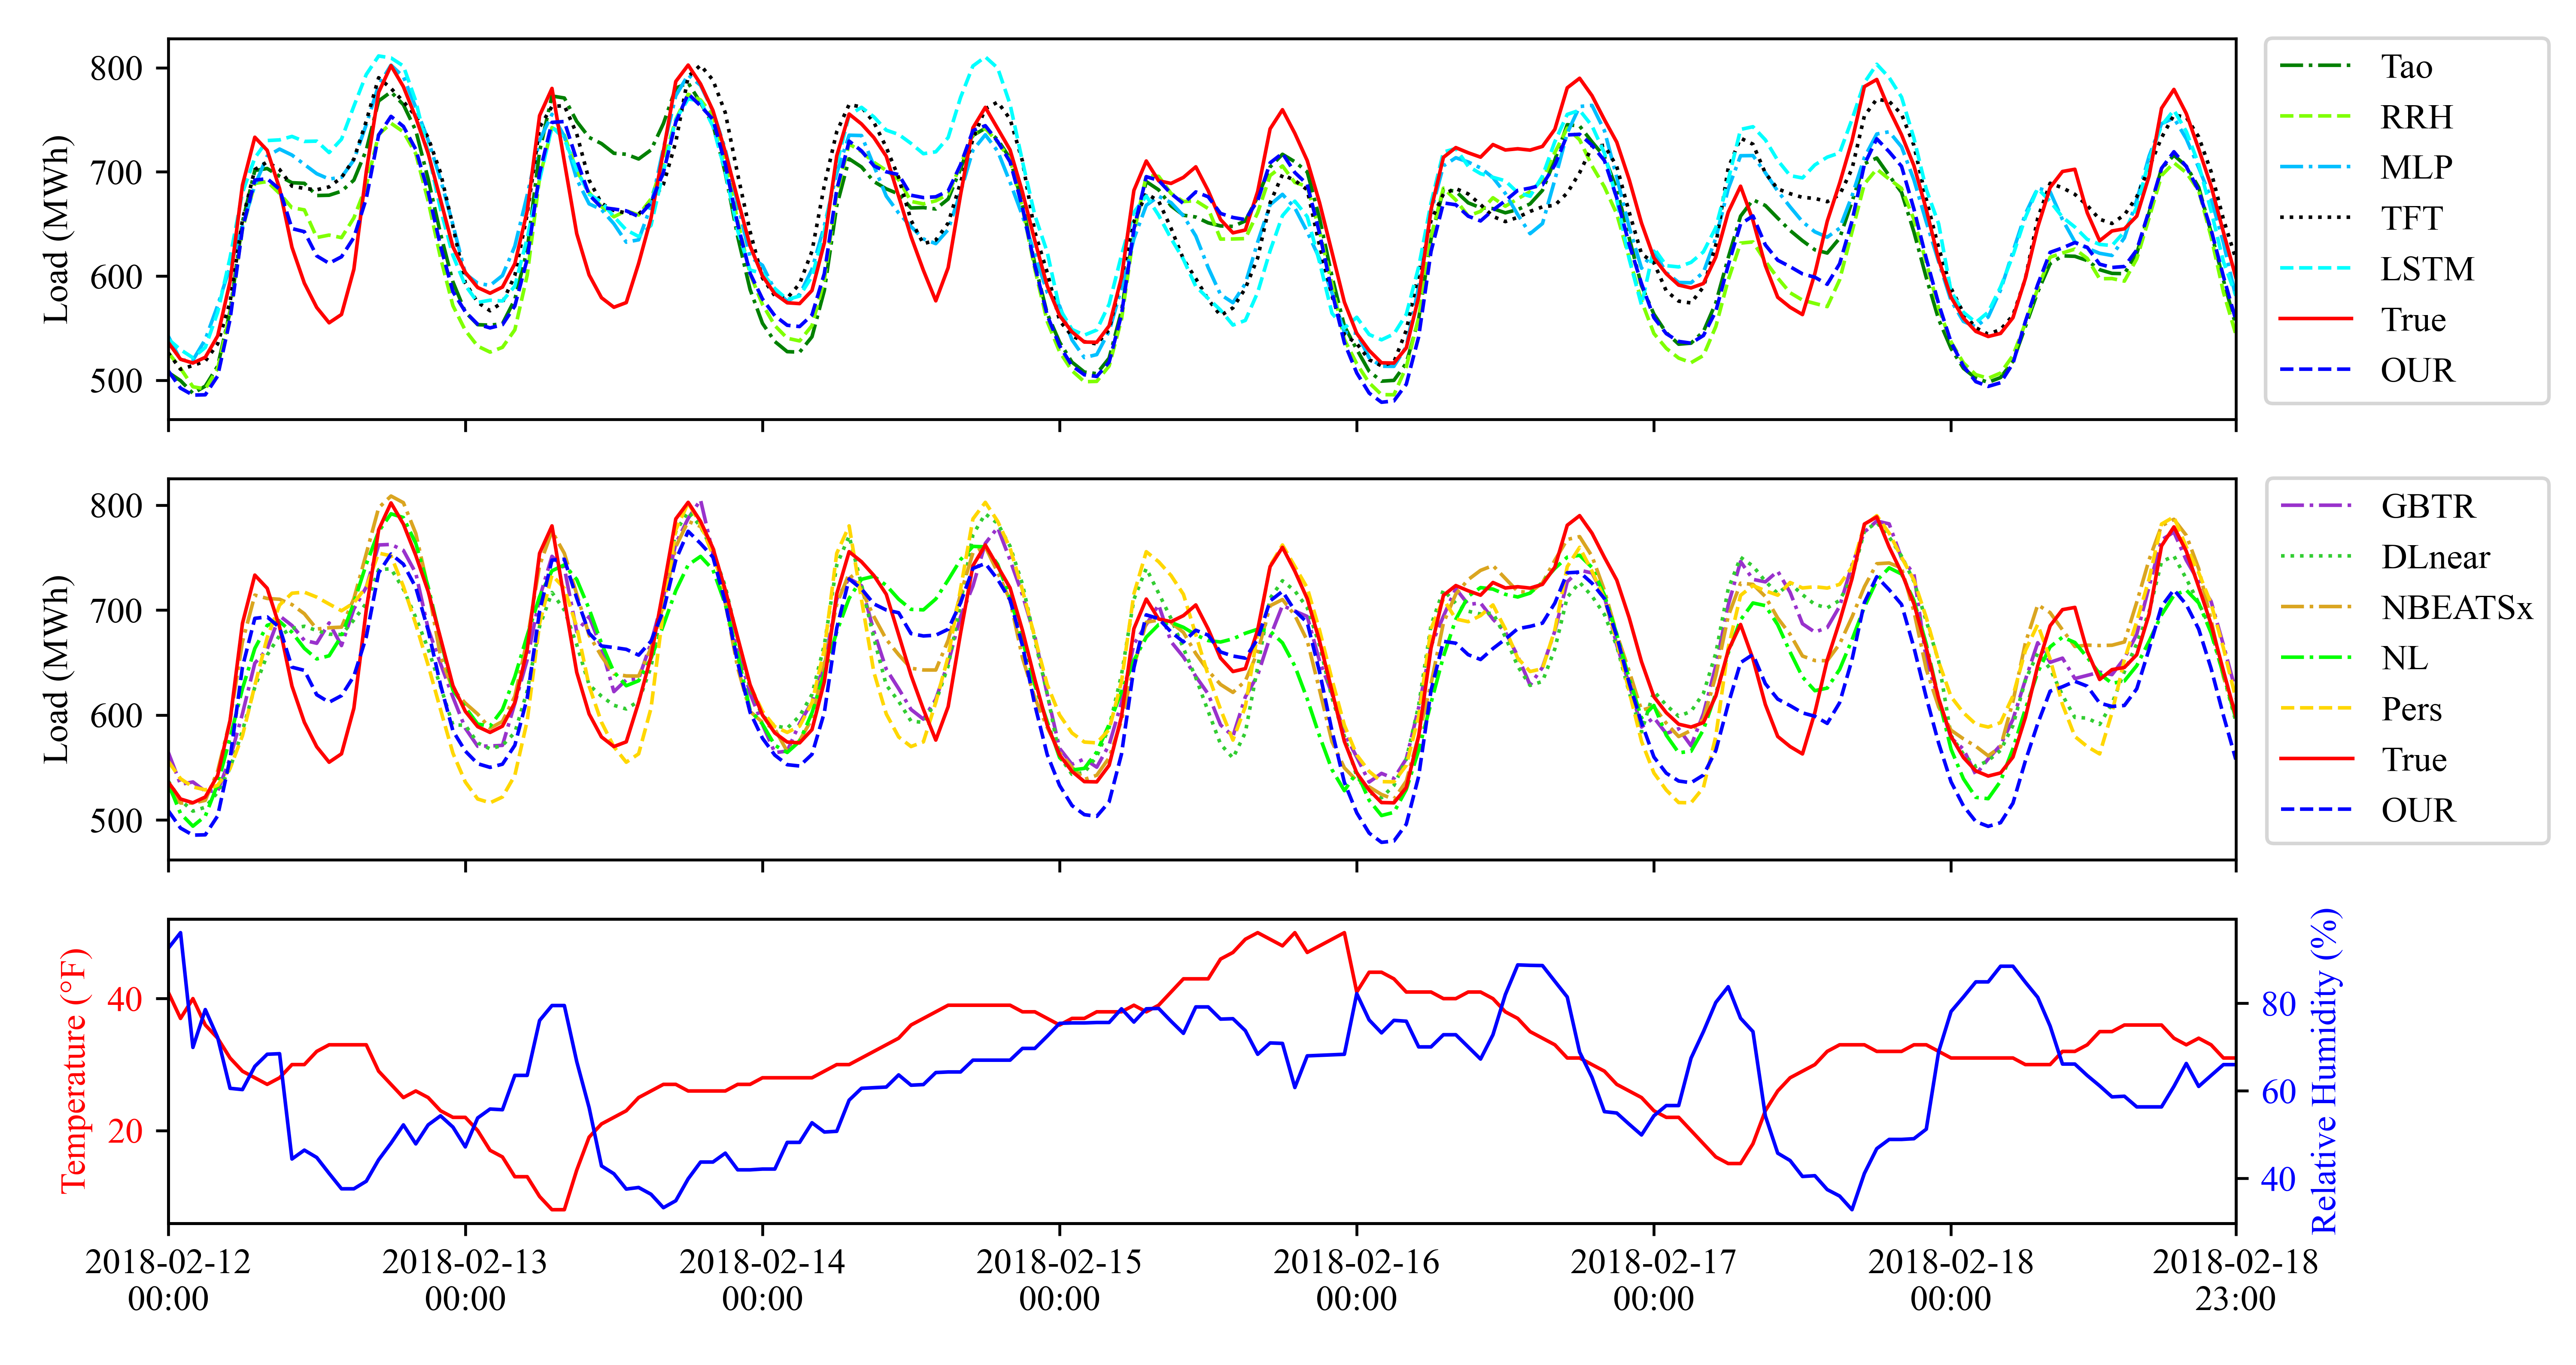 Load (MWh)
800
700
600
500
Tao
RRH
MLP
TFT
LSTM
True
OUR
Load (MWh)
800
700
600
500
GBTR
DLnear
NBEATSx
NL
Pers
True
OUR
Temperature (°F)
40
20
Relative Humidity (%)
80
60
40
2018-02-12 2018-02-13 2018-02-14 2018-02-15 2018-02-16 2018-02-17 2018-02-18 2018-02-18
00:00 00:00 00:00 00:00 00:00 00:00 00:00 23:00